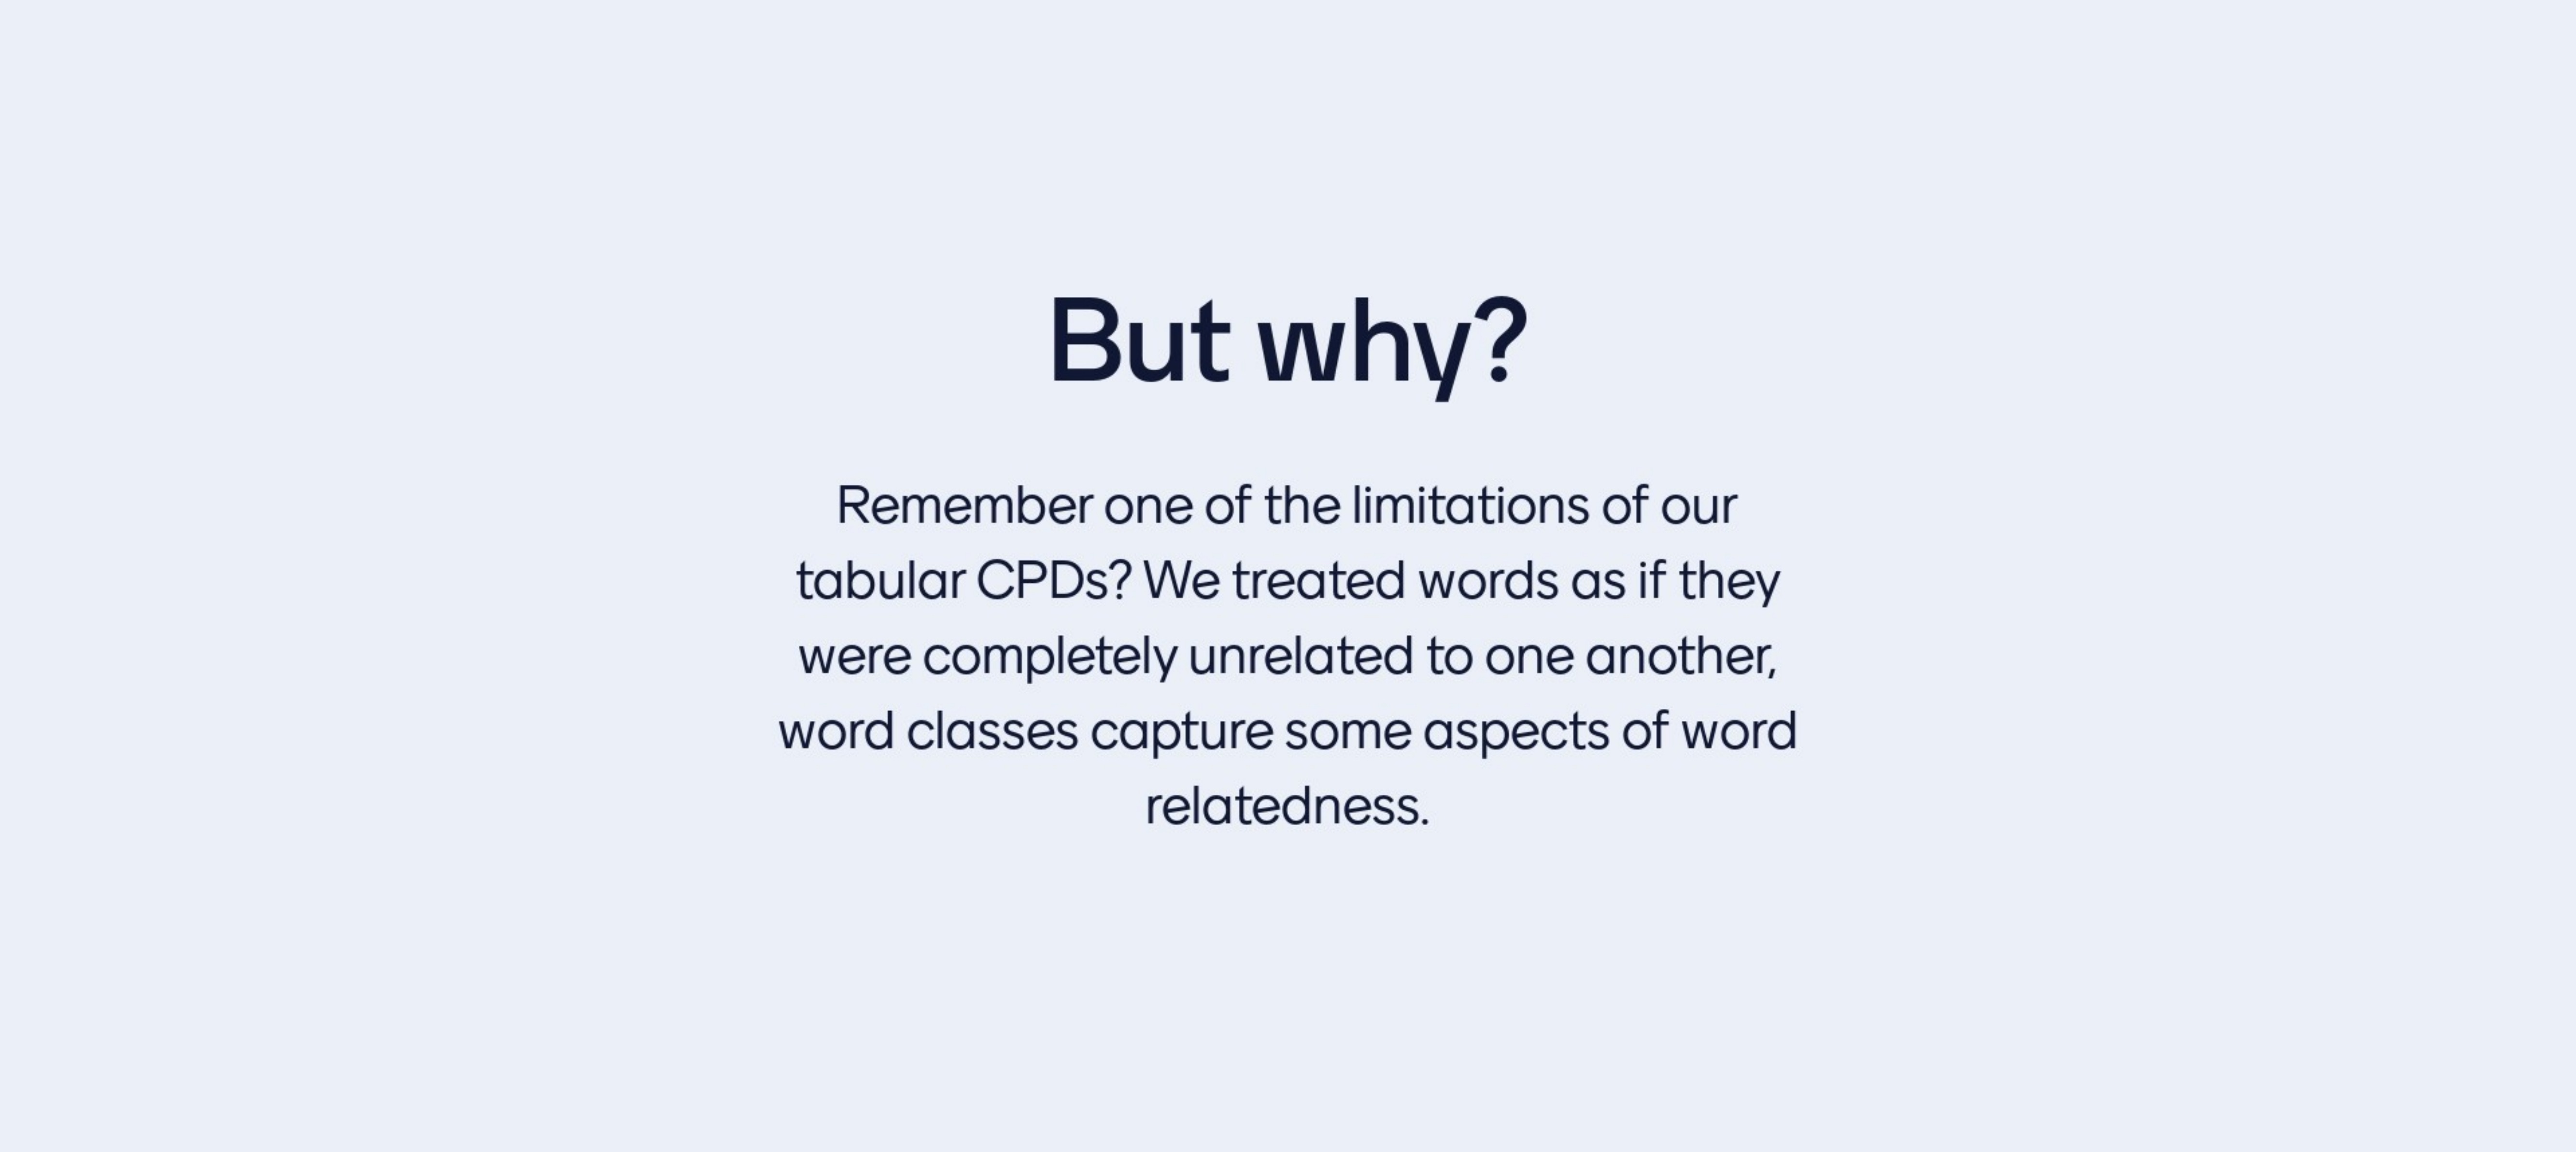 But why?
Remember one of the limitations of our
tabular CPDs? We treated words as if they
were completely unrelated to one another,
word classes capture some aspects of word
relatedness.